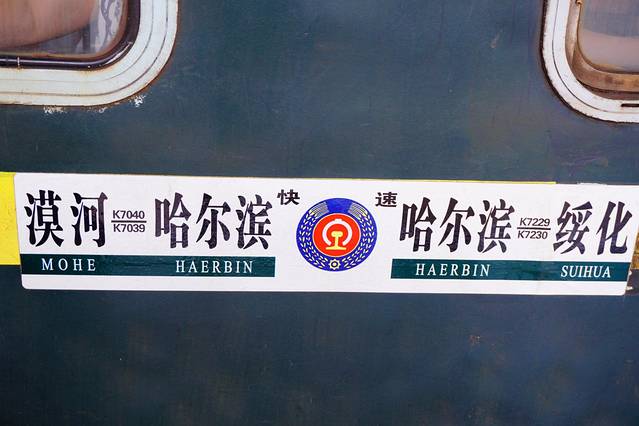 漠河 K7040 哈尔滨 快 速 哈尔滨 K7229 绥化
K7039 K7230
MOHE HAERBIN HAERBIN SUIHUA